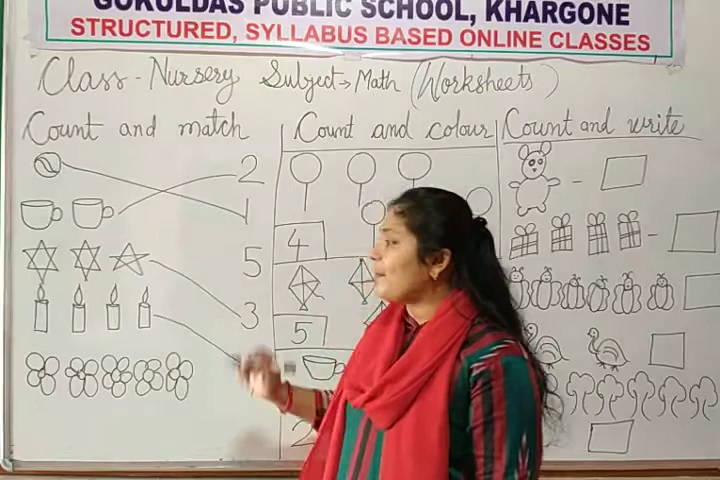 GOKULDAS PUBLIC SCHOOL, KHARGONE
STRUCTURED, SYLLABUS BASED ONLINE CLASSES
Class - Nursery Subject → Math (Worksheets)
Count and match
2
1
5
3
Count and colour
4
5
2
Count and write